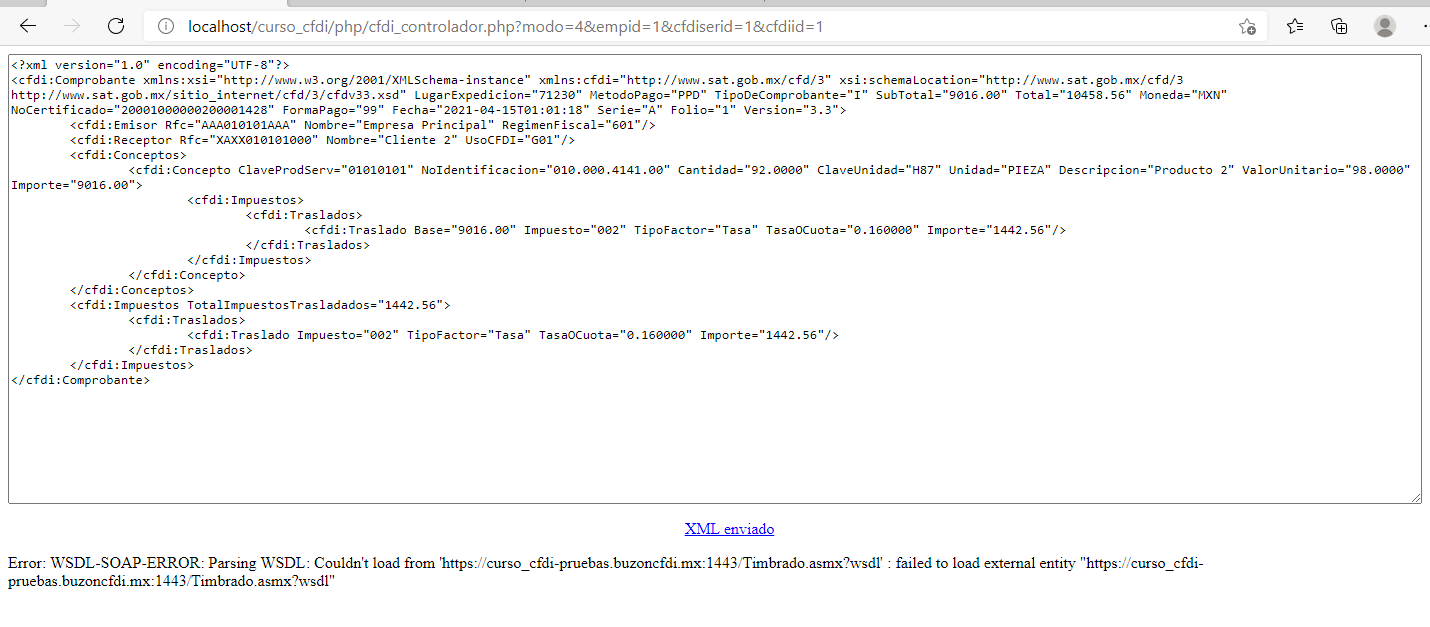 localhost/curso_cfdi/php/cfdi_controlador.php?modo=4&empid=1&cfdiserid=1&cfdiid=1
<?xml version="1.0" encoding="UTF-8"?>
<cfdi:Comprobante xmlns:xsi="http://www.w3.org/2001/XMLSchema-instance" xmlns:cfdi="http://www.sat.gob.mx/cfd/3" xsi:schemaLocation="http://www.sat.gob.mx/cfd/3
http://www.sat.gob.mx/sitio_internet/cfd/3/cfdv33.xsd" LugarExpedicion="71230" MetodoPago="PPD" TipoDeComprobante="I" SubTotal="9016.00" Total="10458.56" Moneda="MXN"
NoCertificado="20001000000200001428" FormaPago="99" Fecha="2021-04-15T01:01:18" Serie="A" Folio="1" Version="3.3">
<cfdi:Emisor Rfc="AAA010101AAA" Nombre="Empresa Principal" RegimenFiscal="601"/>
<cfdi:Receptor Rfc="XAXX010101000" Nombre="Cliente 2" UsoCFDI="G01"/>
<cfdi:Conceptos>
<cfdi:Concepto ClaveProdServ="01010101" NoIdentificacion="010.000.4141.00" Cantidad="92.0000" ClaveUnidad="H87" Unidad="PIEZA" Descripcion="Producto 2" ValorUnitario="98.0000"
Importe="9016.00">
<cfdi:Impuestos>
<cfdi:Traslados>
<cfdi:Traslado Base="9016.00" Impuesto="002" TipoFactor="Tasa" TasaOCuota="0.160000" Importe="1442.56"/>
</cfdi:Traslados>
</cfdi:Impuestos>
</cfdi:Concepto>
</cfdi:Conceptos>
<cfdi:Impuestos TotalImpuestosTrasladados="1442.56">
<cfdi:Traslados>
<cfdi:Traslado Impuesto="002" TipoFactor="Tasa" TasaOCuota="0.160000" Importe="1442.56"/>
</cfdi:Traslados>
</cfdi:Impuestos>
</cfdi:Comprobante>
XML enviado
Error: WSDL-SOAP-ERROR: Parsing WSDL: Couldn't load from 'https://curso_cfdi-pruebas.buzoncfdi.mx:1443/Timbrado.asmx?wsdl' : failed to load external entity "https://curso_cfdi-
pruebas.buzoncfdi.mx:1443/Timbrado.asmx?wsdl"